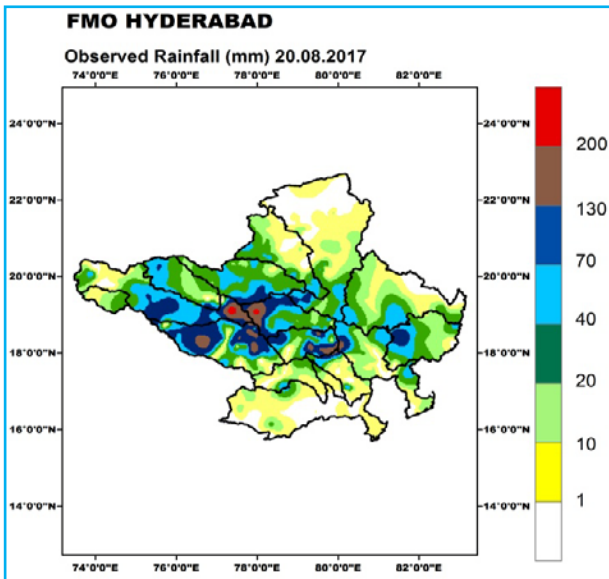 FMO HYDERABAD
Observed Rainfall (mm) 20.08.2017
74°0'0"E 76°0'0"E 78°0'0"E 80°0'0"E 82°0'0"E
24°0'0"N 24°0'0"N
22°0'0"N 22°0'0"N
20°0'0"N 20°0'0"N
18°0'0"N 18°0'0"N
16°0'0"N 16°0'0"N
14°0'0"N 14°0'0"N
74°0'0"E 76°0'0"E 78°0'0"E 80°0'0"E 82°0'0"E
200
130
70
40
20
10
1